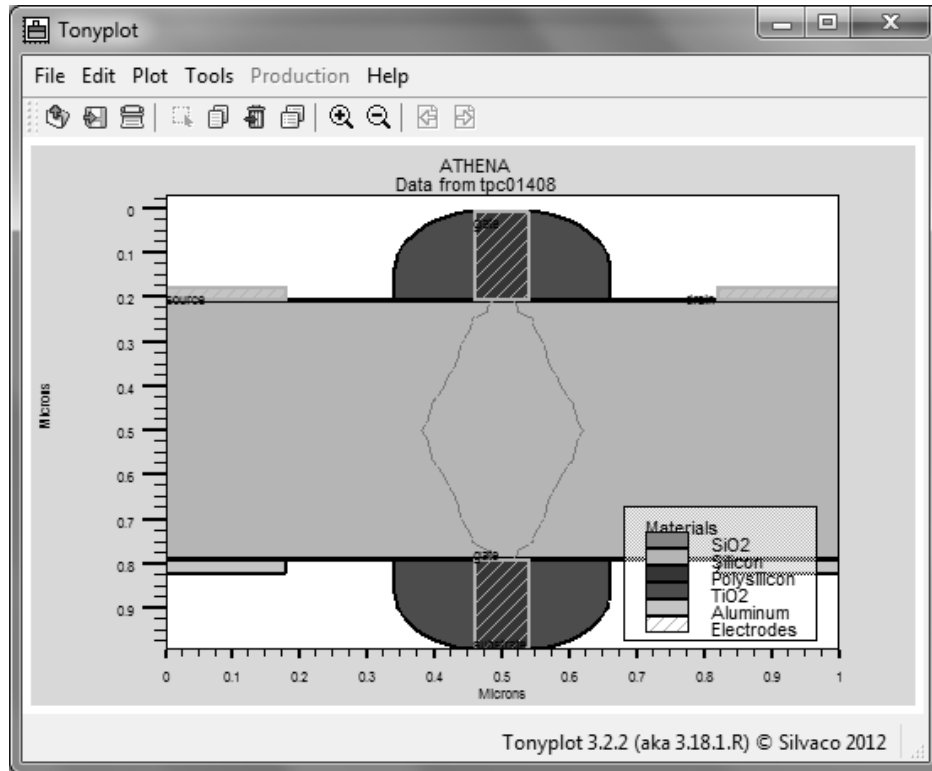 Tonyplot
File Edit Plot Tools Production Help
ATHENA
Data from tpc01408
0
0.1
0.2
0.3
0.4
0.5
0.6
0.7
0.8
0.9
Microns
gate
source
drain
gate
substrate
Materials
SiO2
Silicon
Polysilicon
TiO2
Aluminum
Electrodes
0 0.1 0.2 0.3 0.4 0.5 0.6 0.7 0.8 0.9 1
Microns
Tonyplot 3.2.2 (aka 3.18.1.R) © Silvaco 2012